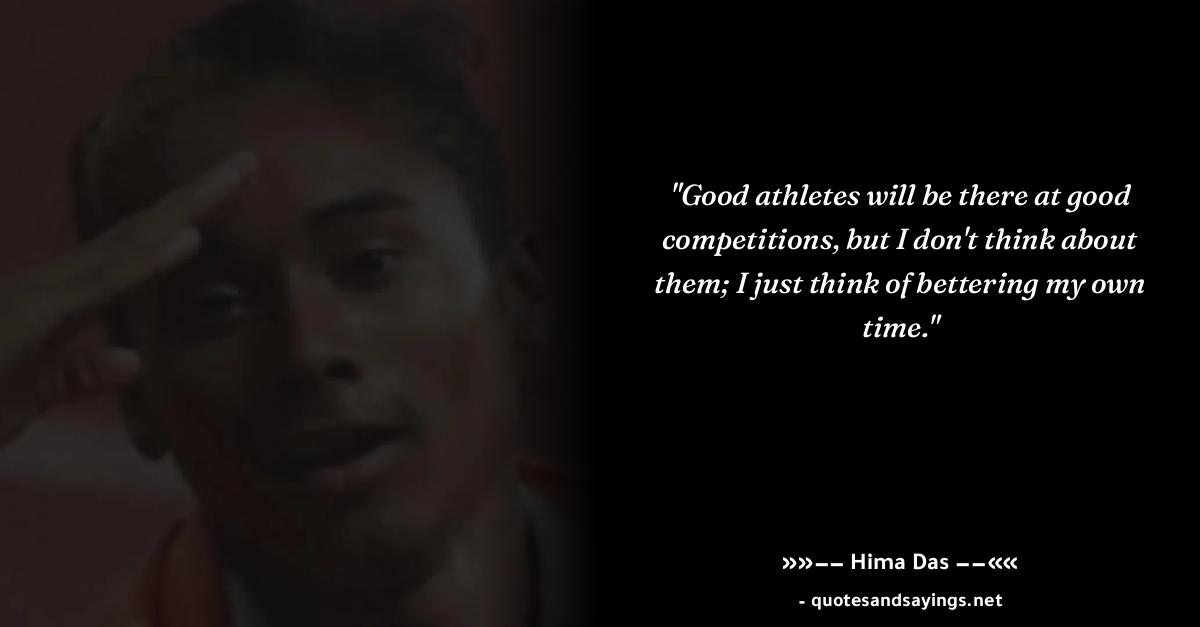 "Good athletes will be there at good
competitions, but I don't think about
them; I just think of bettering my own
time."
»»−− Hima Das −−««
- quotesandsayings.net